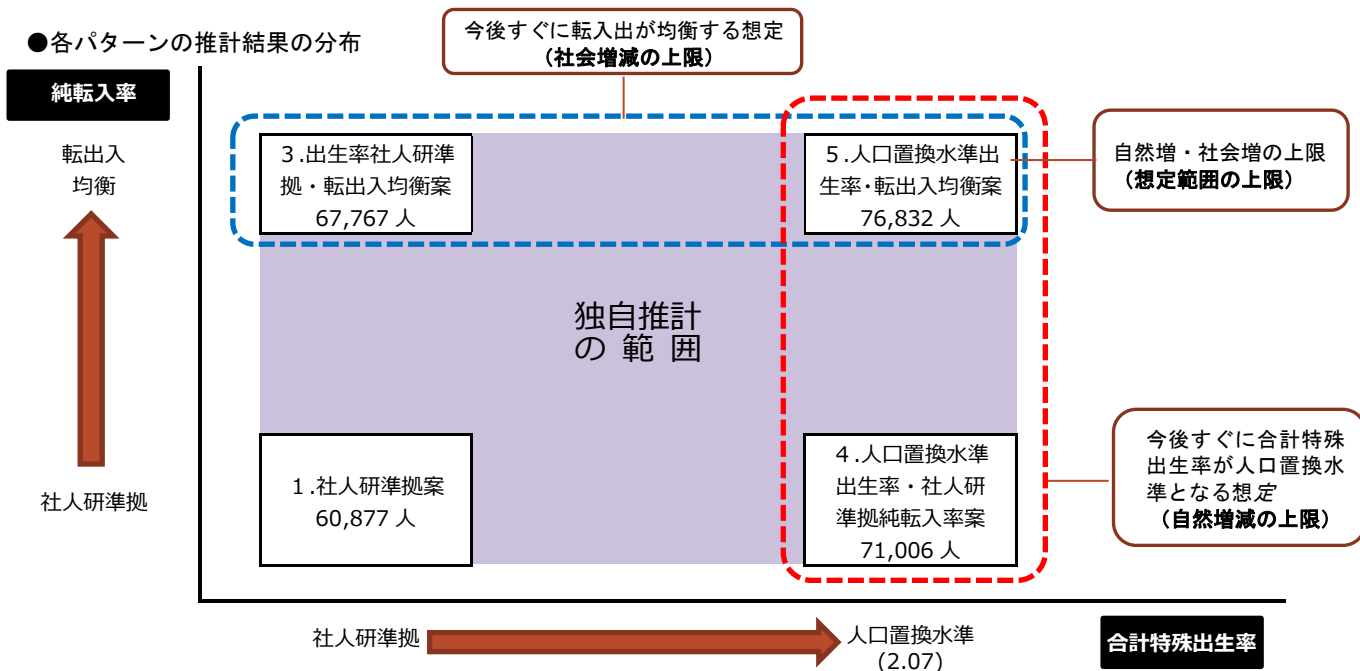 ●各パターンの推計結果の分布
今後すぐに転入出が均衡する想定
（社会増減の上限）
純転入率
転出入
均衡
社人研準拠
３.出生率社人研準
拠・転出入均衡案
67,767 人
５.人口置換水準出
生率・転出入均衡案
76,832 人
自然増・社会増の上限
（想定範囲の上限）
独自推計
の 範 囲
１.社人研準拠案
60,877 人
４.人口置換水準
出生率・社人研
準拠純転入率案
71,006 人
今後すぐに合計特殊
出生率が人口置換水
準となる想定
（自然増減の上限）
社人研準拠
人口置換水準
(2.07)
合計特殊出生率